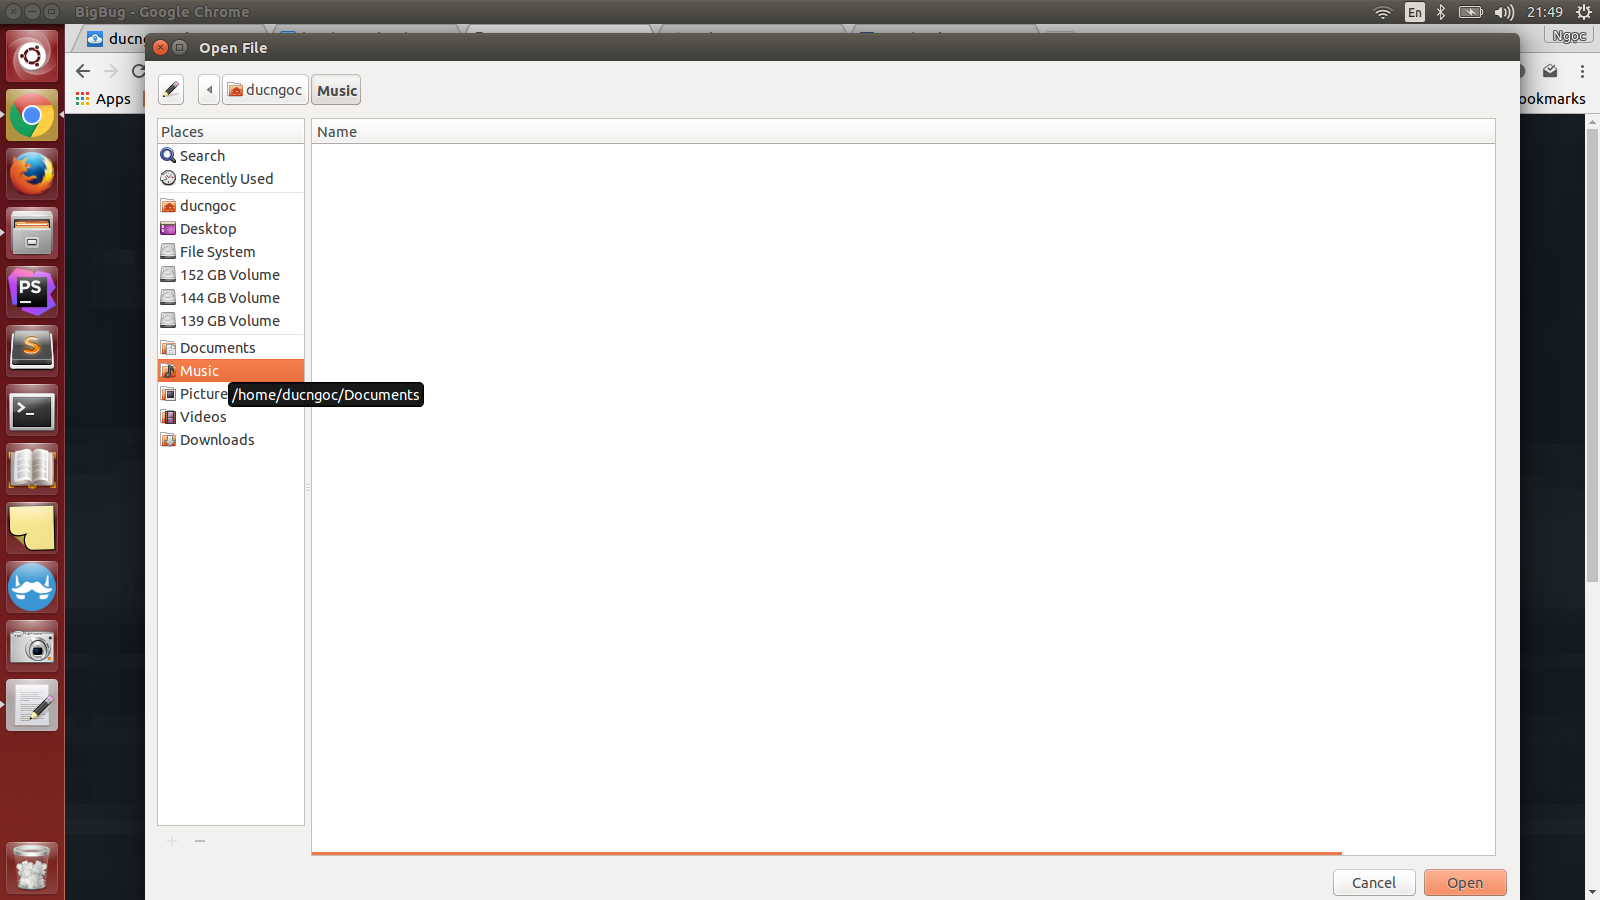 BigBug - Google Chrome
En
21:49
ducn
Ngọc
Open File
ducngoc
Music
Apps
ookmarks
Places
Name
Search
Recently Used
ducngoc
Desktop
File System
152 GB Volume
144 GB Volume
139 GB Volume
Documents
Music
Picture
/home/ducngoc/Documents
Videos
Downloads
PS
S
>_
Cancel
Open